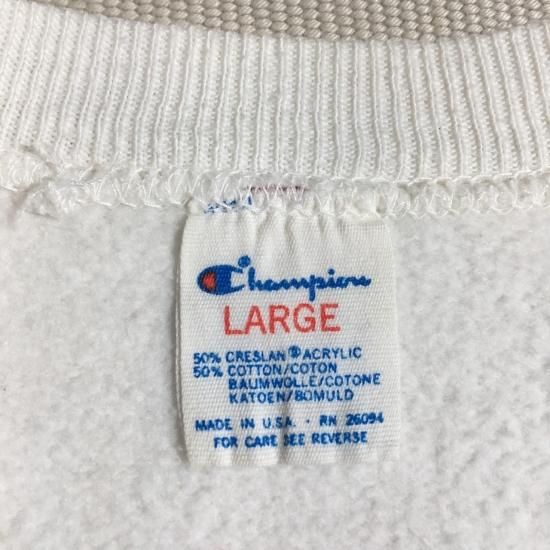 Champion
LARGE
50% CRESLAN® ACRYLIC
50% COTTON/COTON
BAUMWOLLE/COTONE
KATOEN/BOMULD
MADE IN U.S.A. · RN 26094
FOR CARE SEE REVERSE